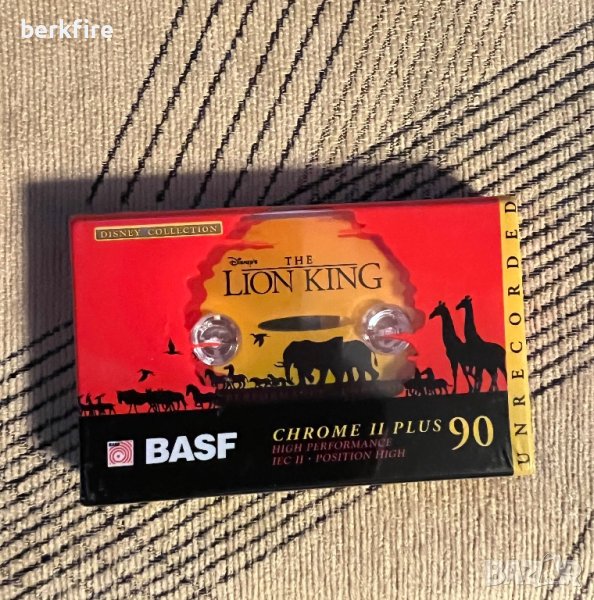 berkfire
DISNEY COLLECTION
Disney's
THE
LION KING
UNRECORDED
BASF
CHROME II PLUS 90
HIGH PERFORMANCE
IEC II · POSITION HIGH
BAZAR